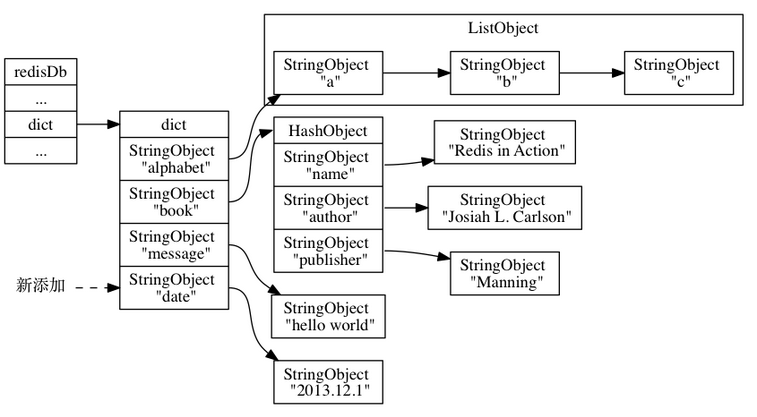 redisDb
...
dict
...
dict
StringObject
"alphabet"
StringObject
"book"
StringObject
"message"
StringObject
"date"
新添加
ListObject
StringObject
"a"
StringObject
"b"
StringObject
"c"
HashObject
StringObject
"name"
StringObject
"author"
StringObject
"publisher"
StringObject
"Redis in Action"
StringObject
"Josiah L. Carlson"
StringObject
"Manning"
StringObject
"hello world"
StringObject
"2013.12.1"